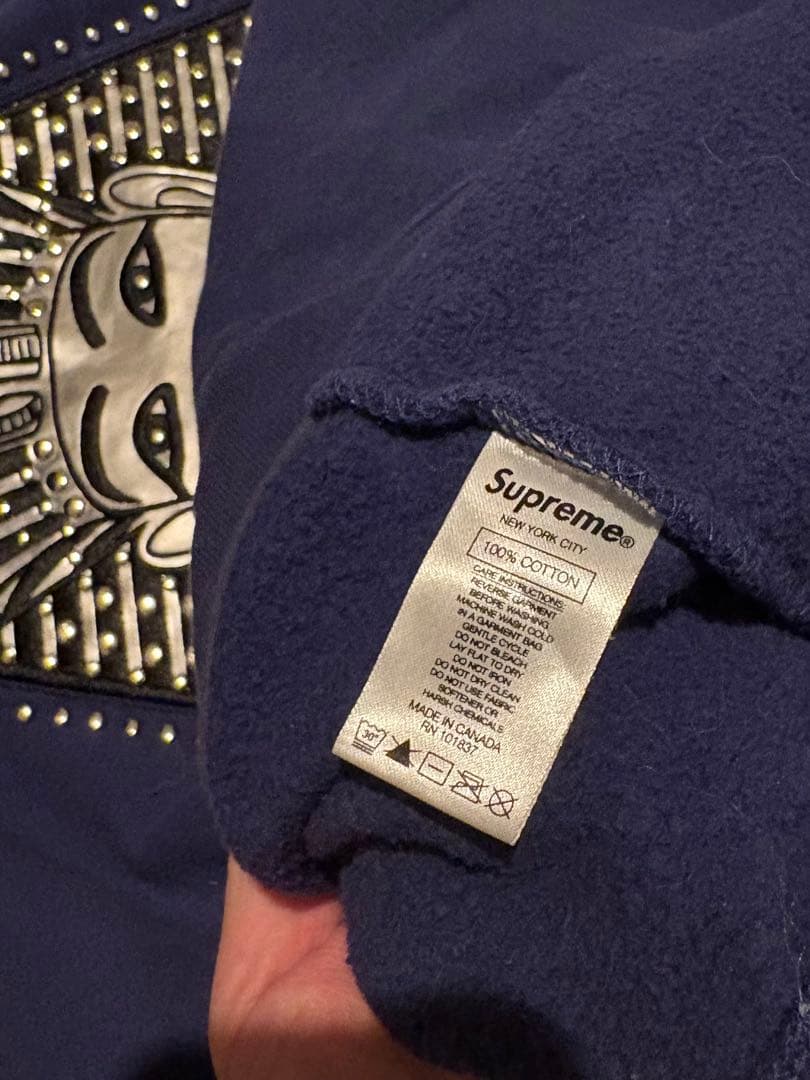 Supreme®
NEW YORK CITY
100% COTTON
CARE INSTRUCTIONS:
REVERSE GARMENT
BEFORE WASHING
MACHINE WASH COLD
IN A GARMENT BAG
GENTLE CYCLE
DO NOT BLEACH
LAY FLAT TO DRY
DO NOT IRON
DO NOT DRY CLEAN
DO NOT USE FABRIC
SOFTENER OR
HARSH CHEMICALS
MADE IN CANADA
RN 101837
30°